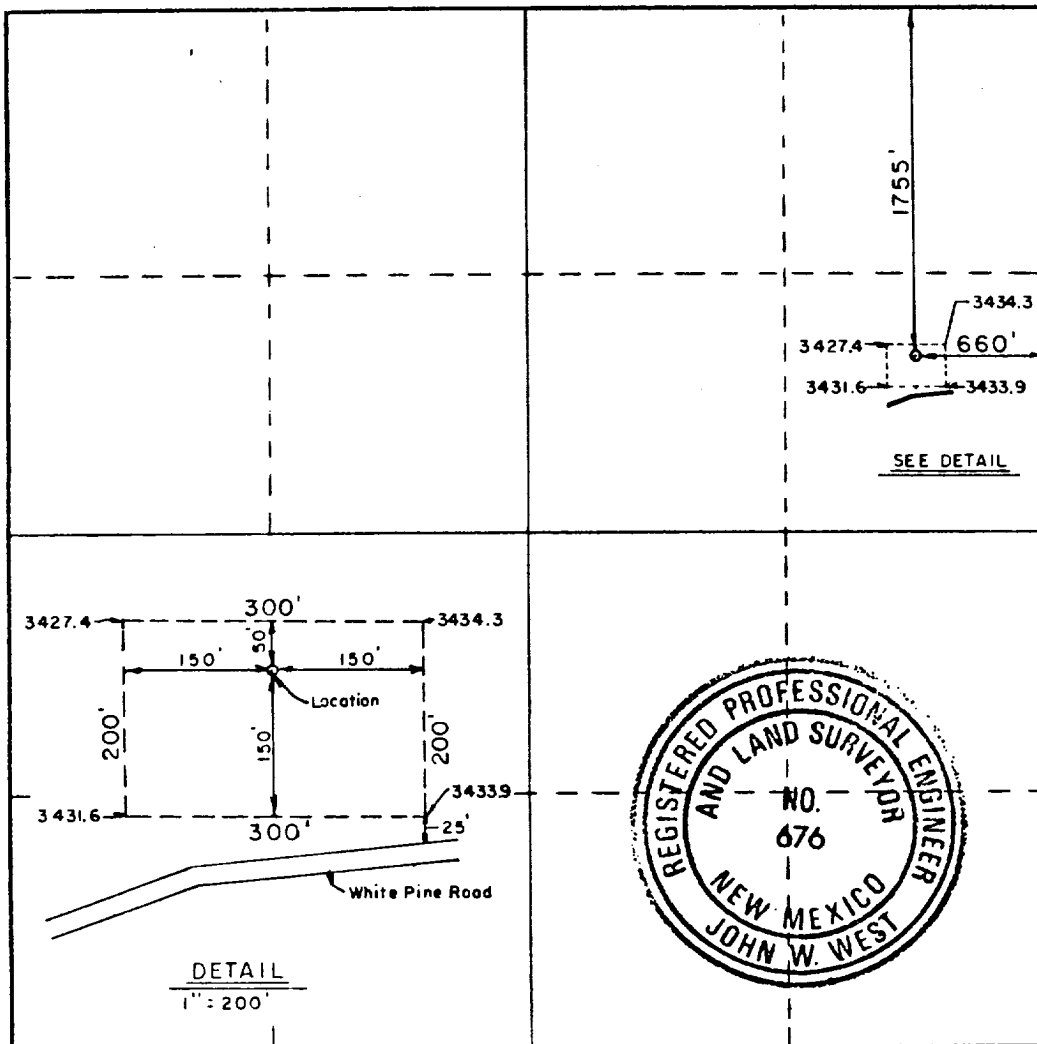 1755'
3434.3
3427.4
660'
3431.6
3433.9
SEE DETAIL
3427.4
300'
3434.3
50'
150'
150'
Location
200'
150'
200'
3433.9
3431.6
300'
25'
White Pine Road
DETAIL
1" = 200'
REGISTERED PROFESSIONAL ENGINEER
AND LAND SURVEYOR
NO.
676
NEW MEXICO
JOHN W. WEST